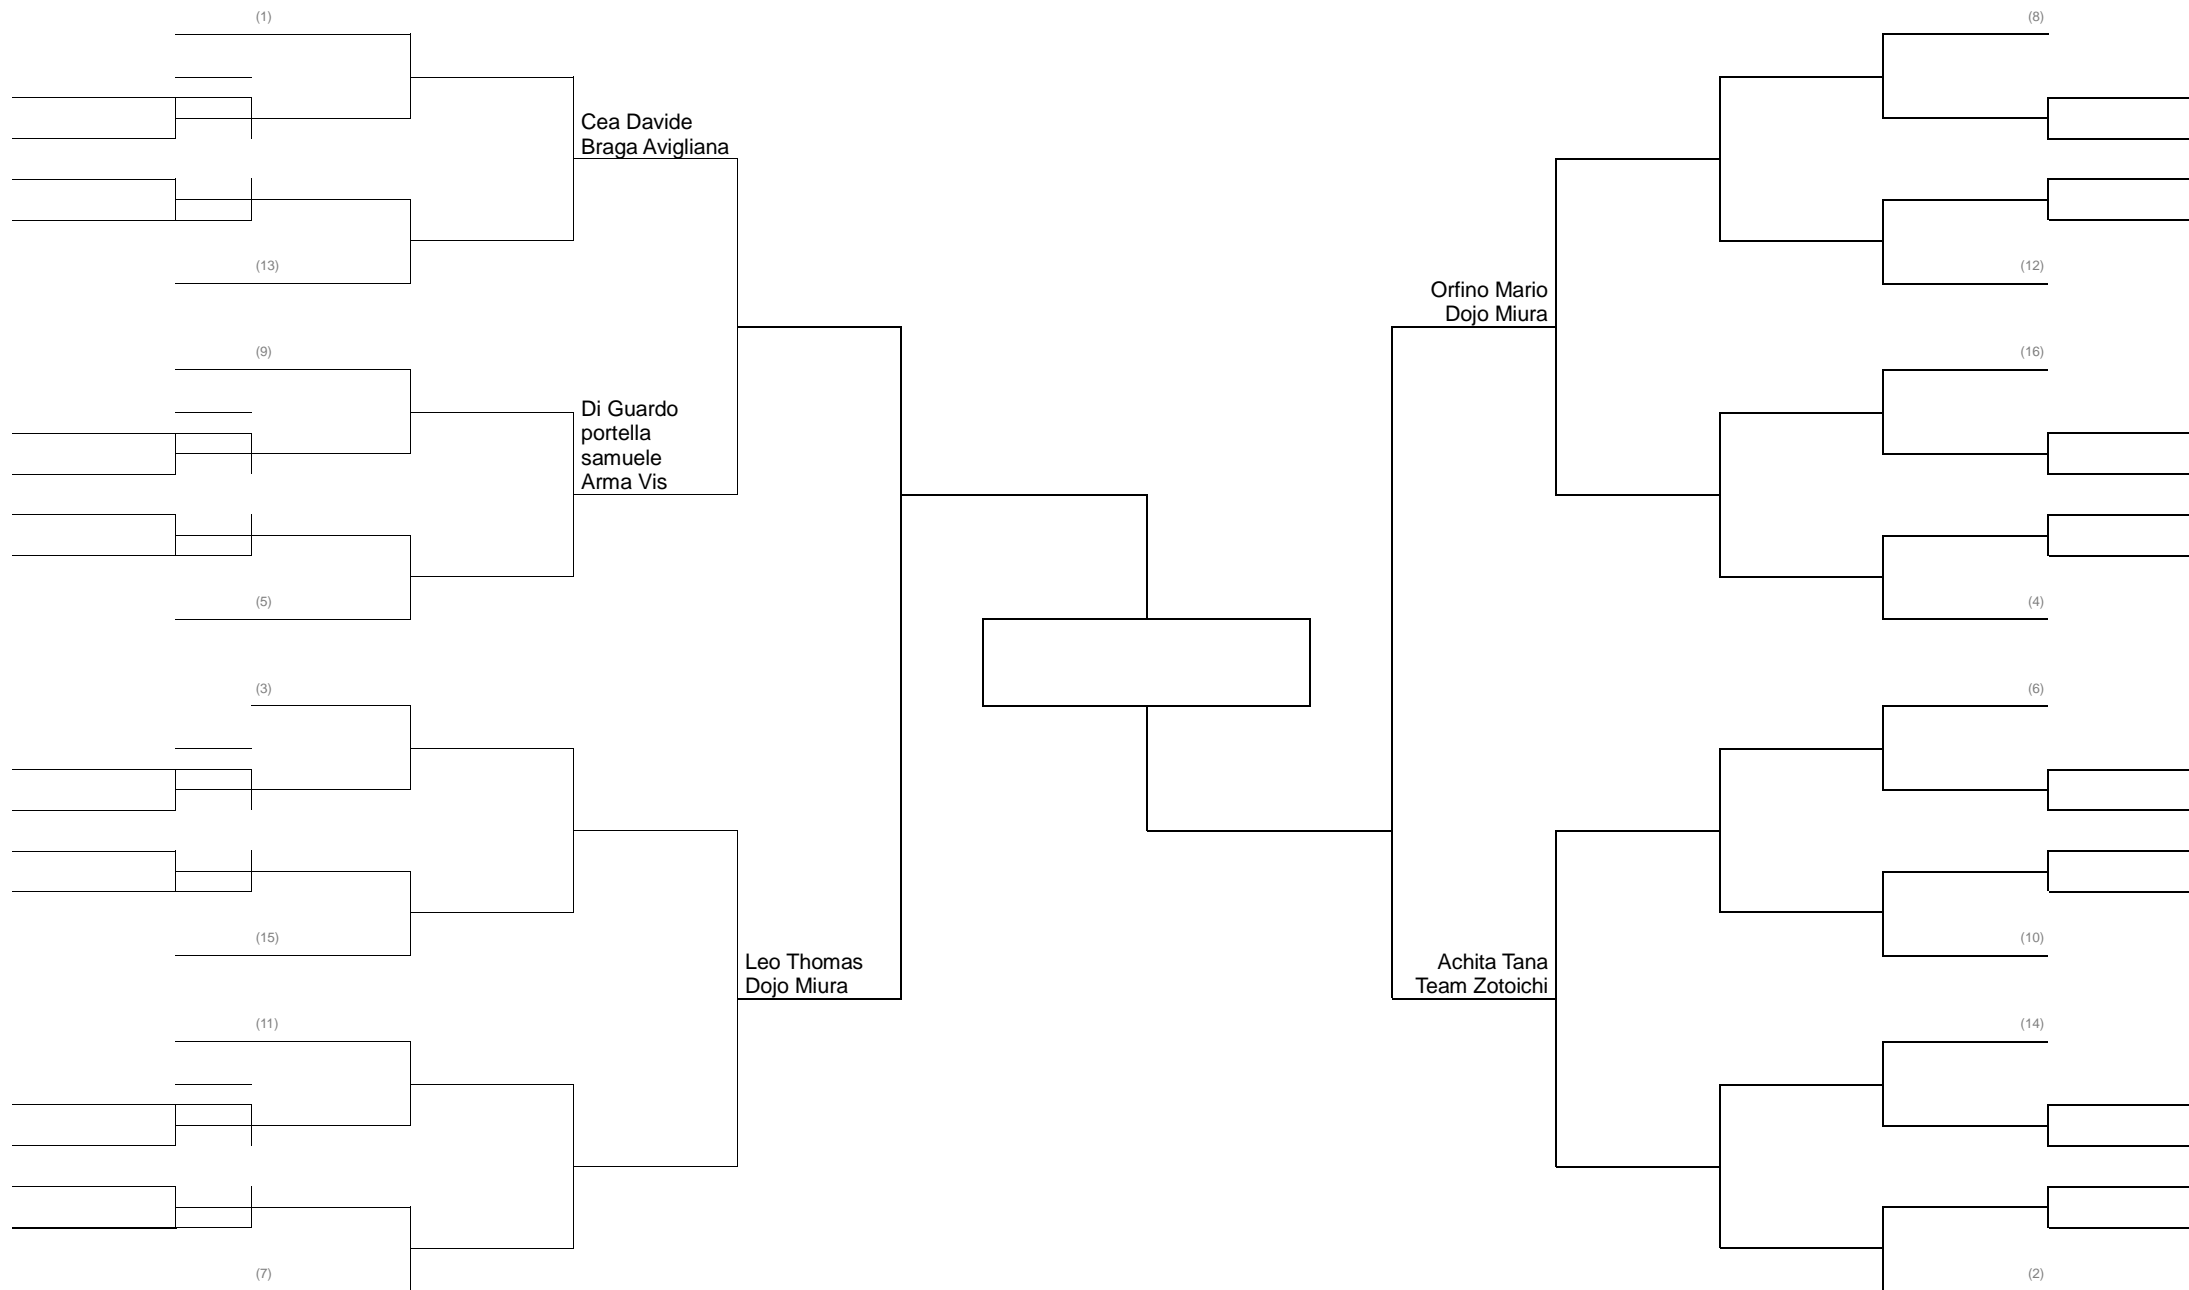 (1)
(8)
Cea Davide
Braga Avigliana
(13)
(12)
Orfino Mario
Dojo Miura
(9)
(16)
Di Guardo
portella
samuele
Arma Vis
(5)
(4)
(3)
(6)
(15)
(10)
Leo Thomas
Dojo Miura
Achita Tana
Team Zotoichi
(11)
(14)
(7)
(2)